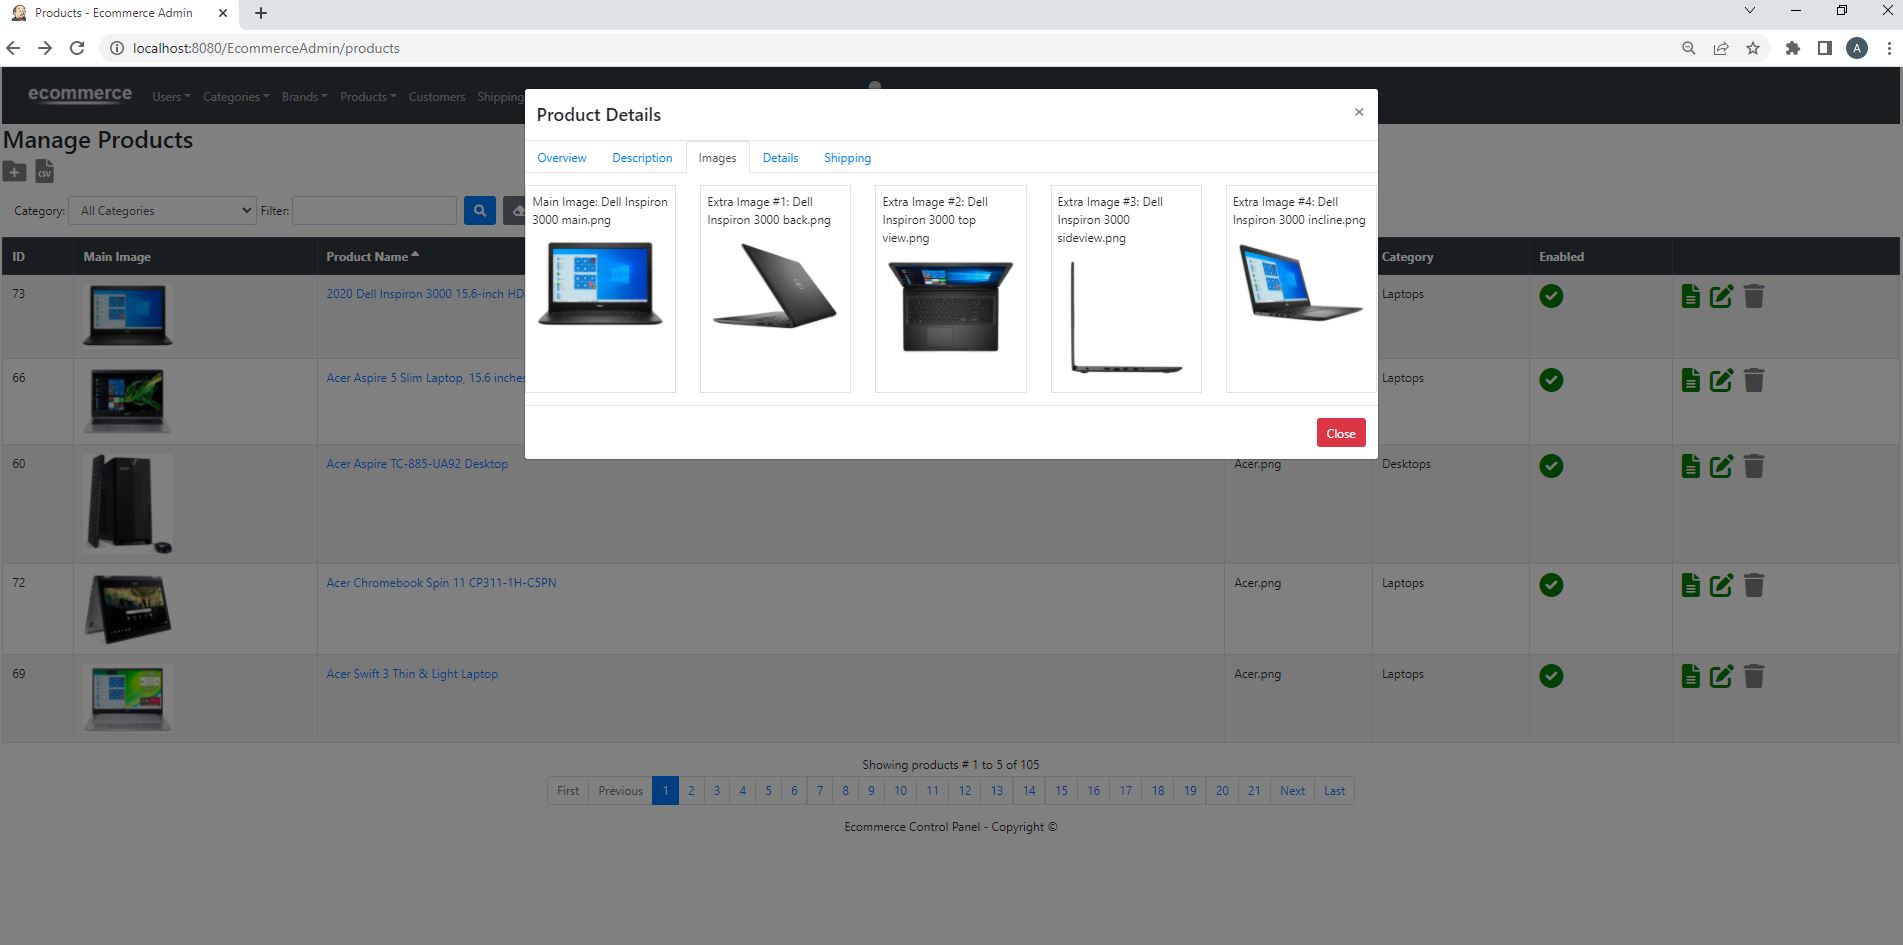 Products - Ecommerce Admin
localhost:8080/EcommerceAdmin/products
A
ecommerce Users Categories Brands Products Customers Shipping
Manage Products
CSV
Category: All Categories Filter:
ID Main Image Product Name Category Enabled
73 2020 Dell Inspiron 3000 15.6-inch HD Laptops
66 Acer Aspire 5 Slim Laptop, 15.6 inches Laptops
60 Acer Aspire TC-885-UA92 Desktop Acer.png Desktops
72 Acer Chromebook Spin 11 CP311-1H-C5PN Acer.png Laptops
69 Acer Swift 3 Thin & Light Laptop Acer.png Laptops
Product Details
×
Overview Description Images Details Shipping
Main Image: Dell Inspiron
3000 main.png
Extra Image #1: Dell
Inspiron 3000 back.png
Extra Image #2: Dell
Inspiron 3000 top
view.png
Extra Image #3: Dell
Inspiron 3000
sideview.png
Extra Image #4: Dell
Inspiron 3000 incline.png
Close
Showing products # 1 to 5 of 105
First Previous 1 2 3 4 5 6 7 8 9 10 11 12 13 14 15 16 17 18 19 20 21 Next Last
Ecommerce Control Panel - Copyright ©